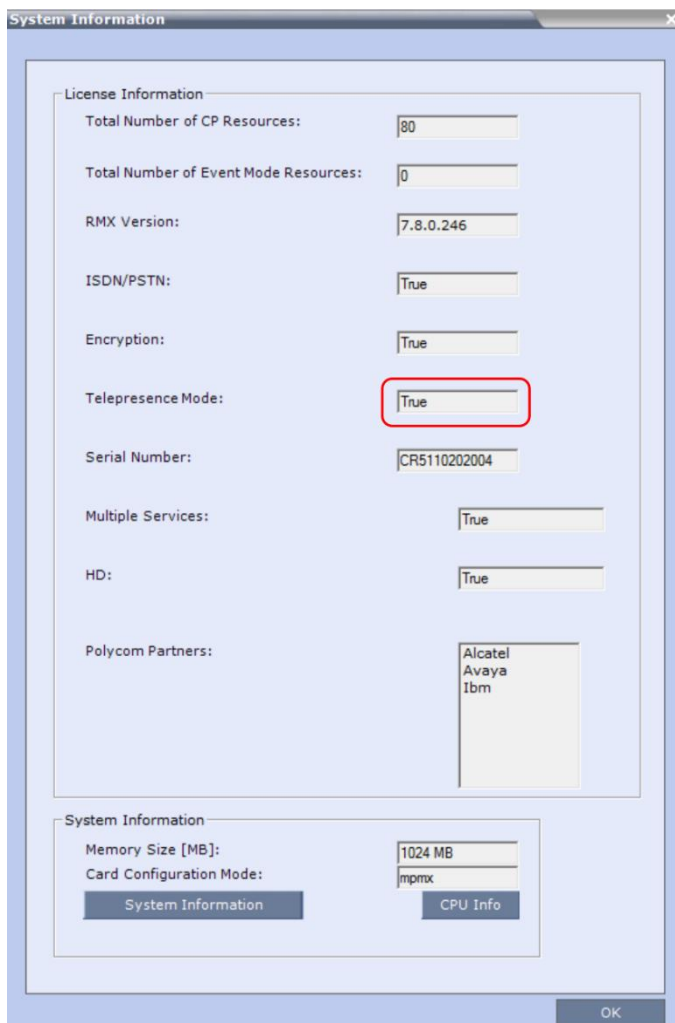 System Information
License Information
Total Number of CP Resources: 80
Total Number of Event Mode Resources: 0
RMX Version: 7.8.0.246
ISDN/PSTN: True
Encryption: True
Telepresence Mode: True
Serial Number: CR5110202004
Multiple Services: True
HD: True
Polycom Partners: Alcatel
Avaya
Ibm
System Information
Memory Size [MB]: 1024 MB
Card Configuration Mode: mpmx
System Information CPU Info
OK